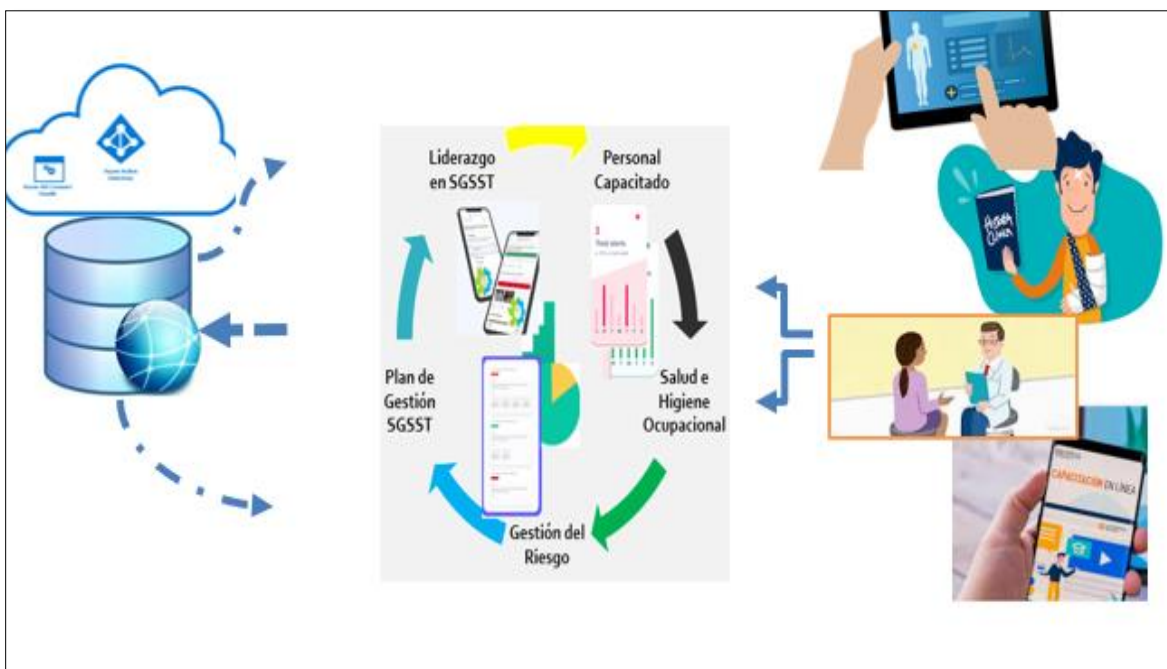 Liderazgo
en SGSST
Personal
Capacitado
Salud e
Higiene
Ocupacional
Gestión del
Riesgo
Plan de
Gestión
SGSST
CAPACITACIÓN EN LÍNEA